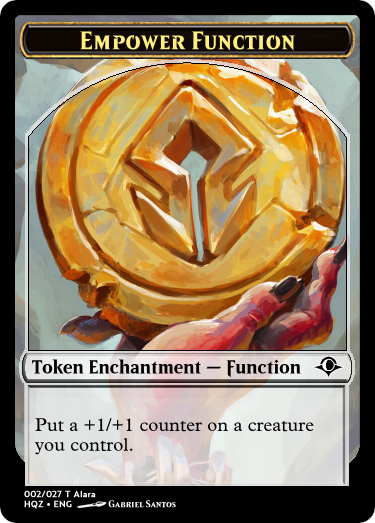 Empower Function
Token Enchantment — Function
Put a +1/+1 counter on a creature
you control.
002/027 T Alara
HQZ • ENG Gabriel Santos